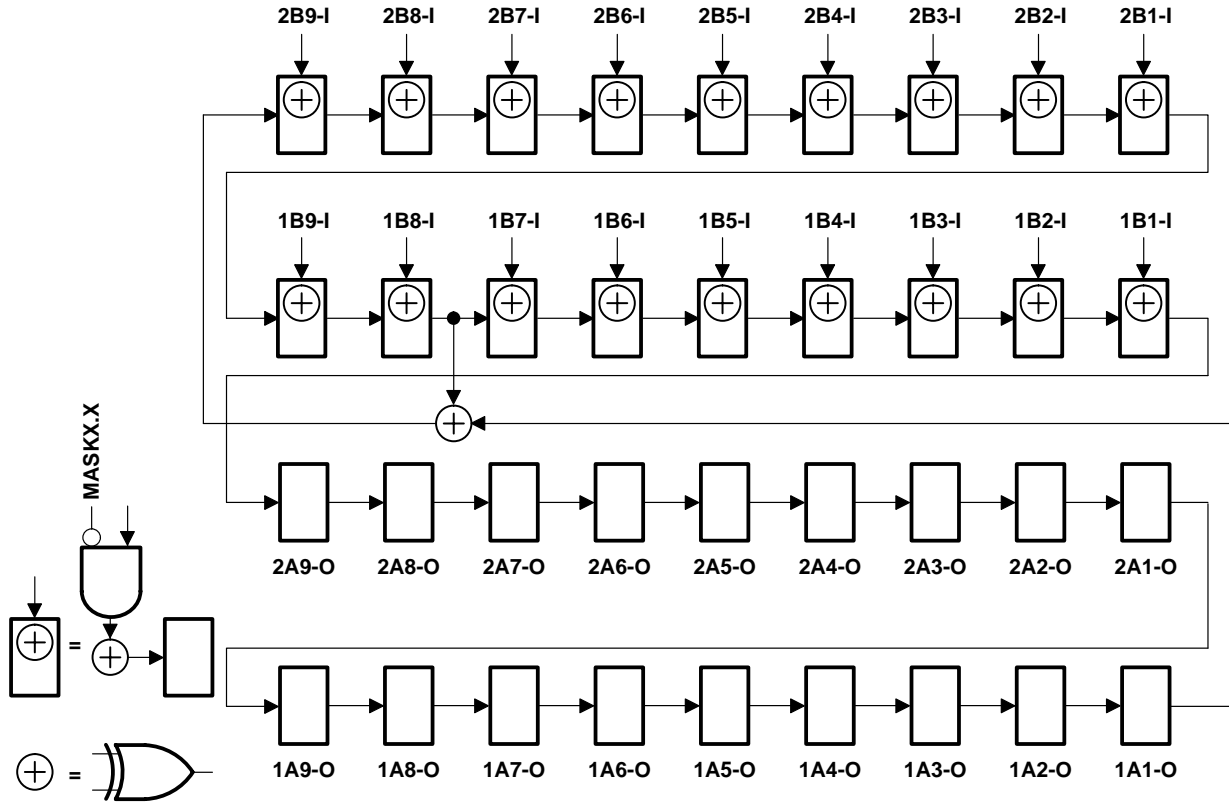 2B9-I 2B8-I 2B7-I 2B6-I 2B5-I 2B4-I 2B3-I 2B2-I 2B1-I
1B9-I 1B8-I 1B7-I 1B6-I 1B5-I 1B4-I 1B3-I 1B2-I 1B1-I
MASKX.X
2A9-O 2A8-O 2A7-O 2A6-O 2A5-O 2A4-O 2A3-O 2A2-O 2A1-O
=
1A9-O 1A8-O 1A7-O 1A6-O 1A5-O 1A4-O 1A3-O 1A2-O 1A1-O
=